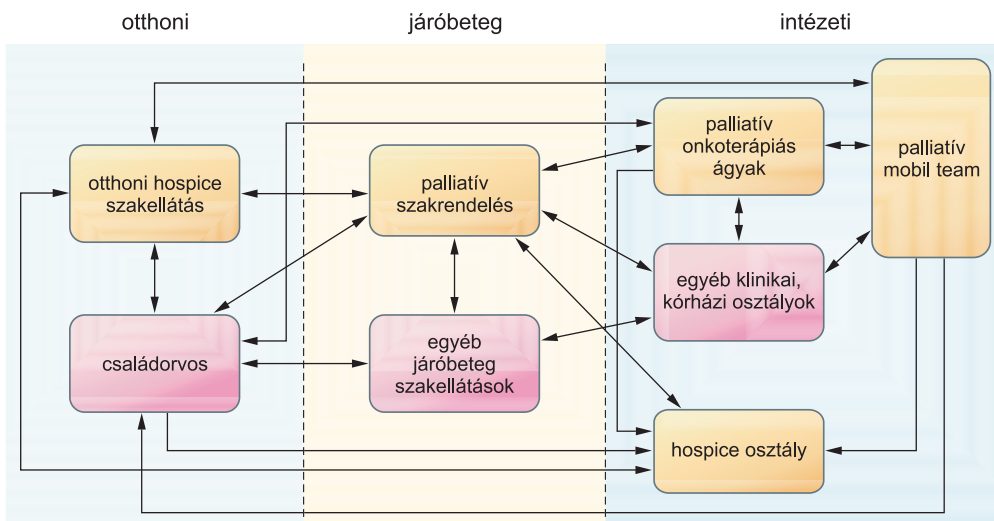 otthoni
járóbeteg
intézeti
otthoni hospice
szakellátás
családorvos
palliatív
szakrendelés
egyéb
járóbeteg
szakellátások
palliatív
onkoterápiás
ágyak
egyéb klinikai,
kórházi osztályok
hospice osztály
palliatív
mobil team